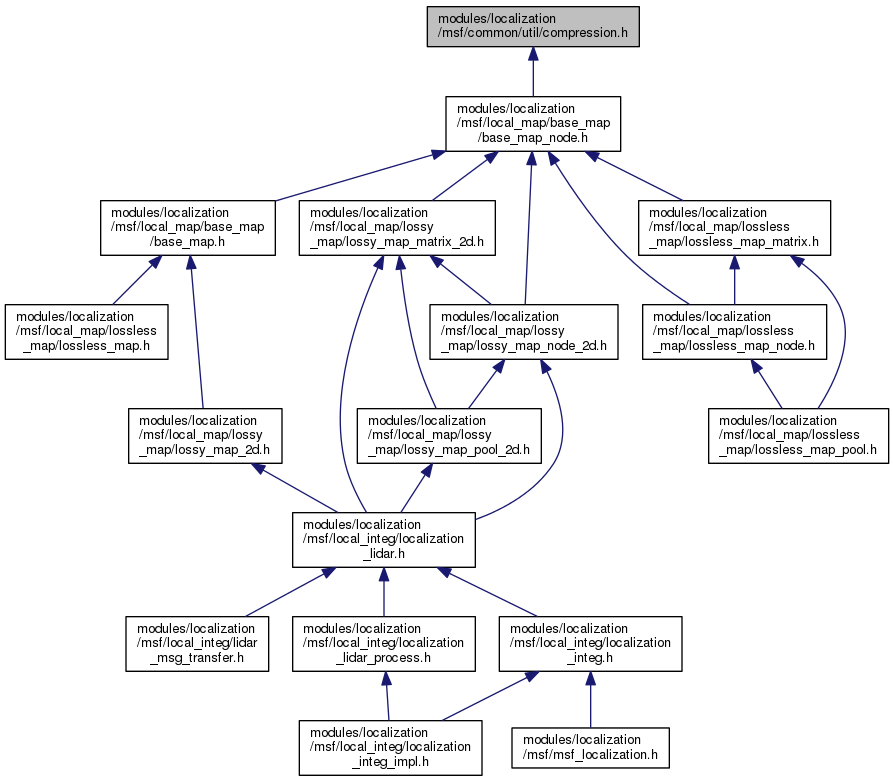 modules/localization
/msf/common/util/compression.h
modules/localization
/msf/local_map/base_map
/base_map_node.h
modules/localization
/msf/local_map/base_map
/base_map.h
modules/localization
/msf/local_map/lossy
_map/lossy_map_matrix_2d.h
modules/localization
/msf/local_map/lossless
_map/lossless_map_matrix.h
modules/localization
/msf/local_map/lossless
_map/lossless_map.h
modules/localization
/msf/local_map/lossy
_map/lossy_map_node_2d.h
modules/localization
/msf/local_map/lossless
_map/lossless_map_node.h
modules/localization
/msf/local_map/lossy
_map/lossy_map_2d.h
modules/localization
/msf/local_map/lossy
_map/lossy_map_pool_2d.h
modules/localization
/msf/local_map/lossless
_map/lossless_map_pool.h
modules/localization
/msf/local_integ/localization
_lidar.h
modules/localization
/msf/local_integ/lidar
_msg_transfer.h
modules/localization
/msf/local_integ/localization
_lidar_process.h
modules/localization
/msf/local_integ/localization
_integ.h
modules/localization
/msf/local_integ/localization
_integ_impl.h
modules/localization
/msf/msf_localization.h